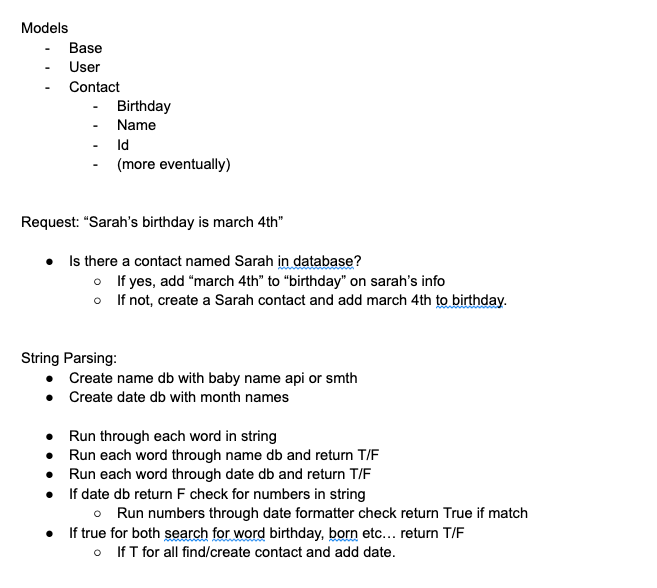 Models
- Base
- User
- Contact
- Birthday
- Name
- Id
- (more eventually)
Request: “Sarah’s birthday is march 4th”
● Is there a contact named Sarah in database?
○ If yes, add “march 4th” to “birthday” on sarah’s info
○ If not, create a Sarah contact and add march 4th to birthday.
String Parsing:
● Create name db with baby name api or smth
● Create date db with month names
● Run through each word in string
● Run each word through name db and return T/F
● Run each word through date db and return T/F
● If date db return F check for numbers in string
○ Run numbers through date formatter check return True if match
● If true for both search for word birthday, born etc... return T/F
○ If T for all find/create contact and add date.